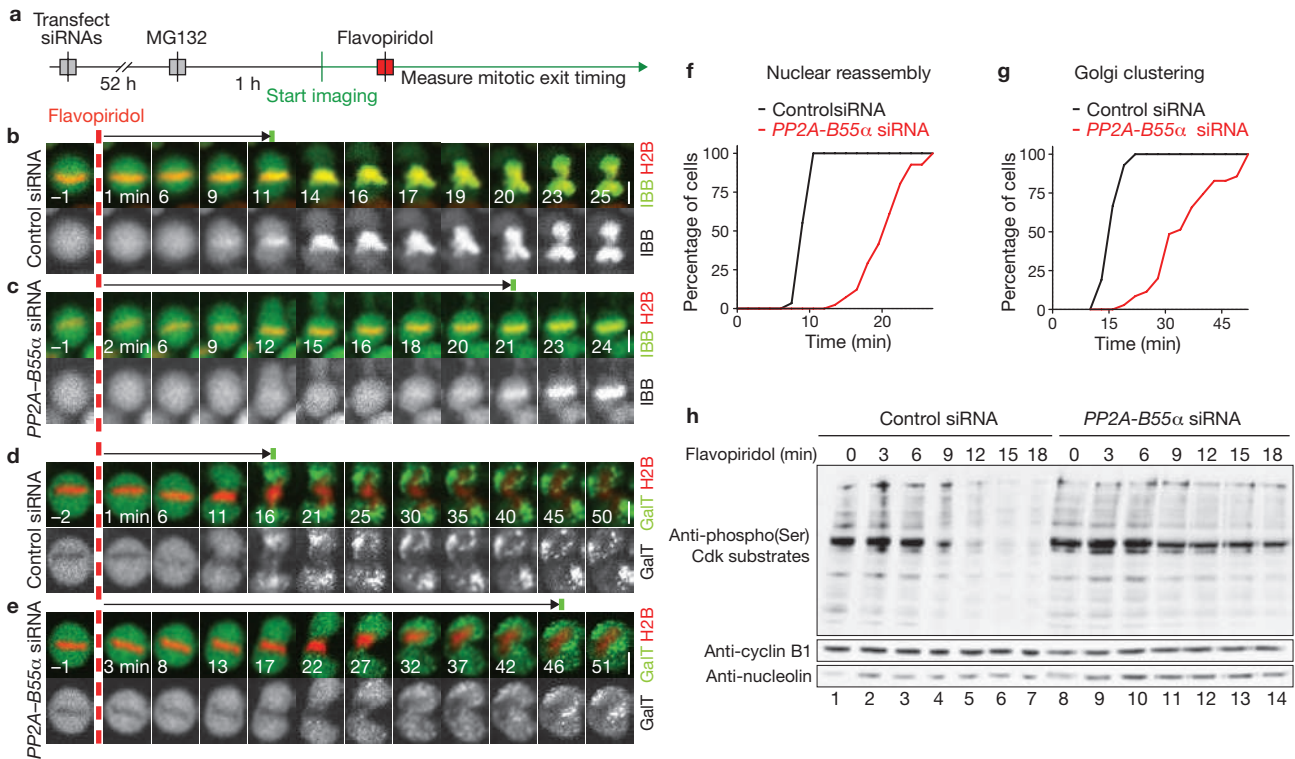 a
Transfect
siRNAs
MG132
Flavopiridol
52 h
1 h
Start imaging
Measure mitotic exit timing
Flavopiridol
b
Control siRNA
–1
1 min
6
9
11
14
16
17
19
20
23
25
IBB H2B
IBB
c
PP2A–B55α siRNA
–1
2 min
6
9
12
15
16
18
20
21
23
24
IBB H2B
IBB
d
Control siRNA
–2
1 min
6
11
16
21
25
30
35
40
45
50
GalT H2B
GalT
e
PP2A–B55α siRNA
–1
3 min
8
13
17
22
27
32
37
42
46
51
GalT H2B
GalT
f
Nuclear reassembly
ControlsiRNA
PP2A-B55α siRNA
Percentage of cells
100
75
50
25
0
0 10 20
Time (min)
g
Golgi clustering
Control siRNA
PP2A-B55α siRNA
Percentage of cells
100
75
50
25
0
0 15 30 45
Time (min)
h
Control siRNA PP2A-B55α siRNA
Flavopiridol (min) 0 3 6 9 12 15 18 0 3 6 9 12 15 18
Anti-phospho(Ser)
Cdk substrates
Anti-cyclin B1
Anti-nucleolin
1 2 3 4 5 6 7 8 9 10 11 12 13 14